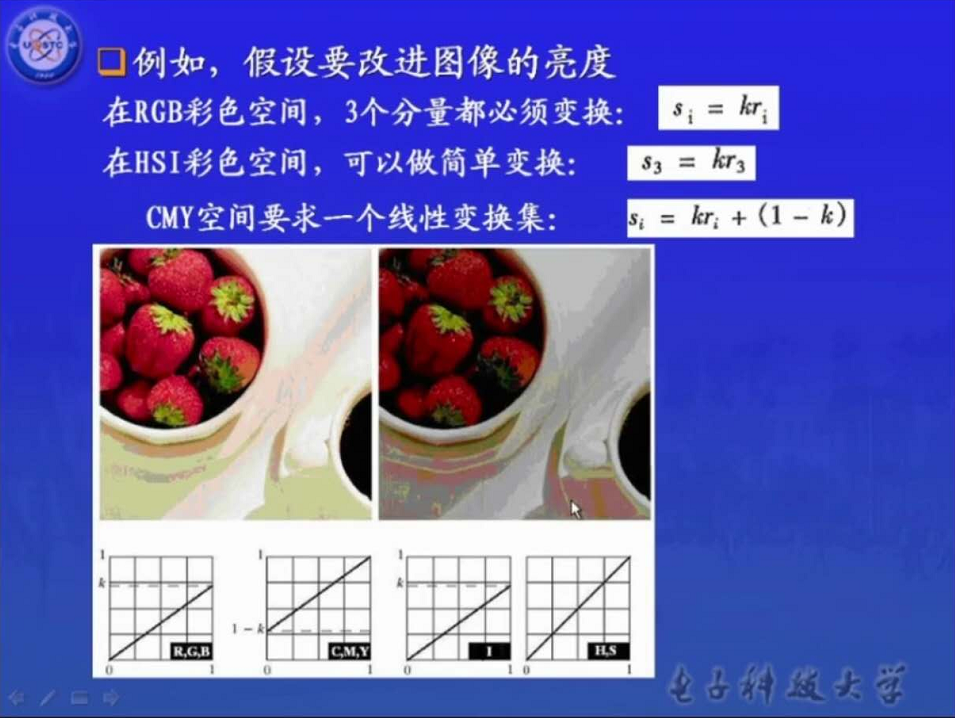 UESTC
例如，假设要改进图像的亮度
在RGB彩色空间，3个分量都必须变换： s_i = kr_i
在HSI彩色空间，可以做简单变换： s_3 = kr_3
CMY空间要求一个线性变换集： s_i = kr_i + (1 - k)
1 1 1
k k
1 - k
R,G,B C,M,Y I H,S
0 1 0 1 0 1 0 1
电子科技大学